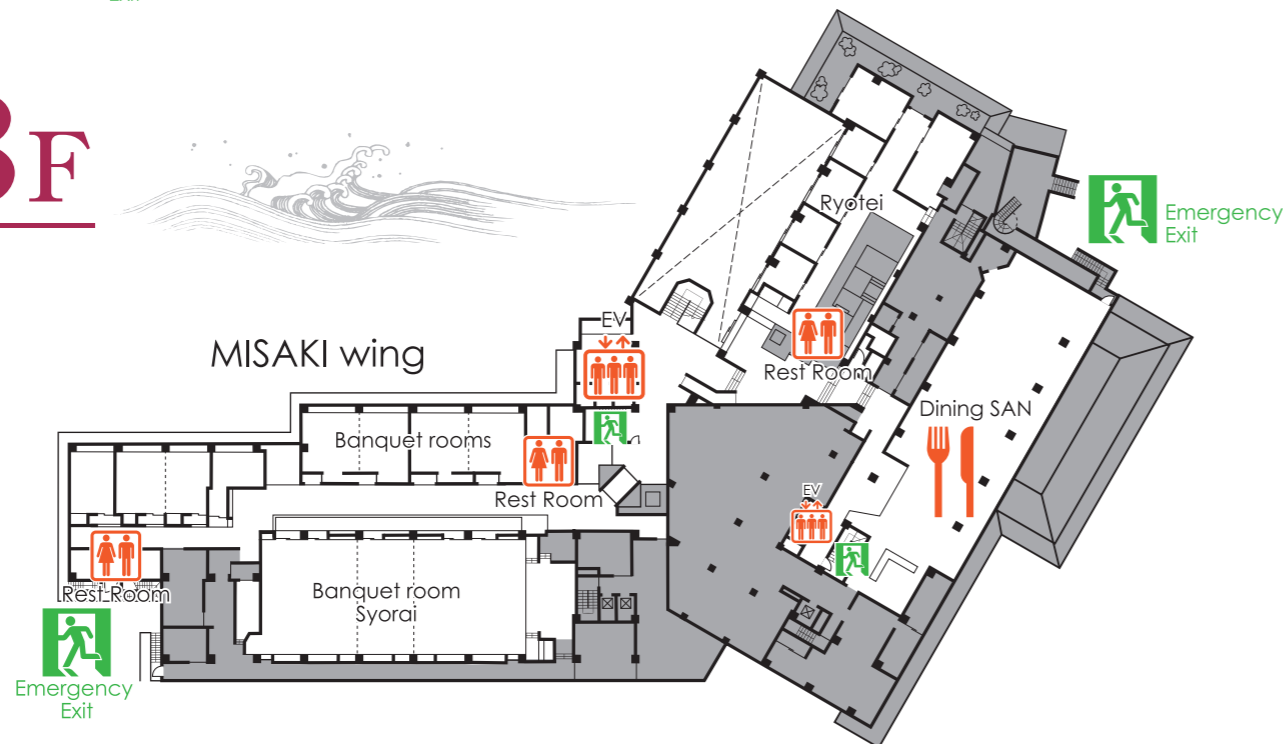 3F
MISAKI wing
EV
Ryotei
Emergency
Exit
Rest Room
Dining SAN
Banquet rooms
Rest Room
EV
Banquet room
Syorai
Rest Room
Emergency
Exit